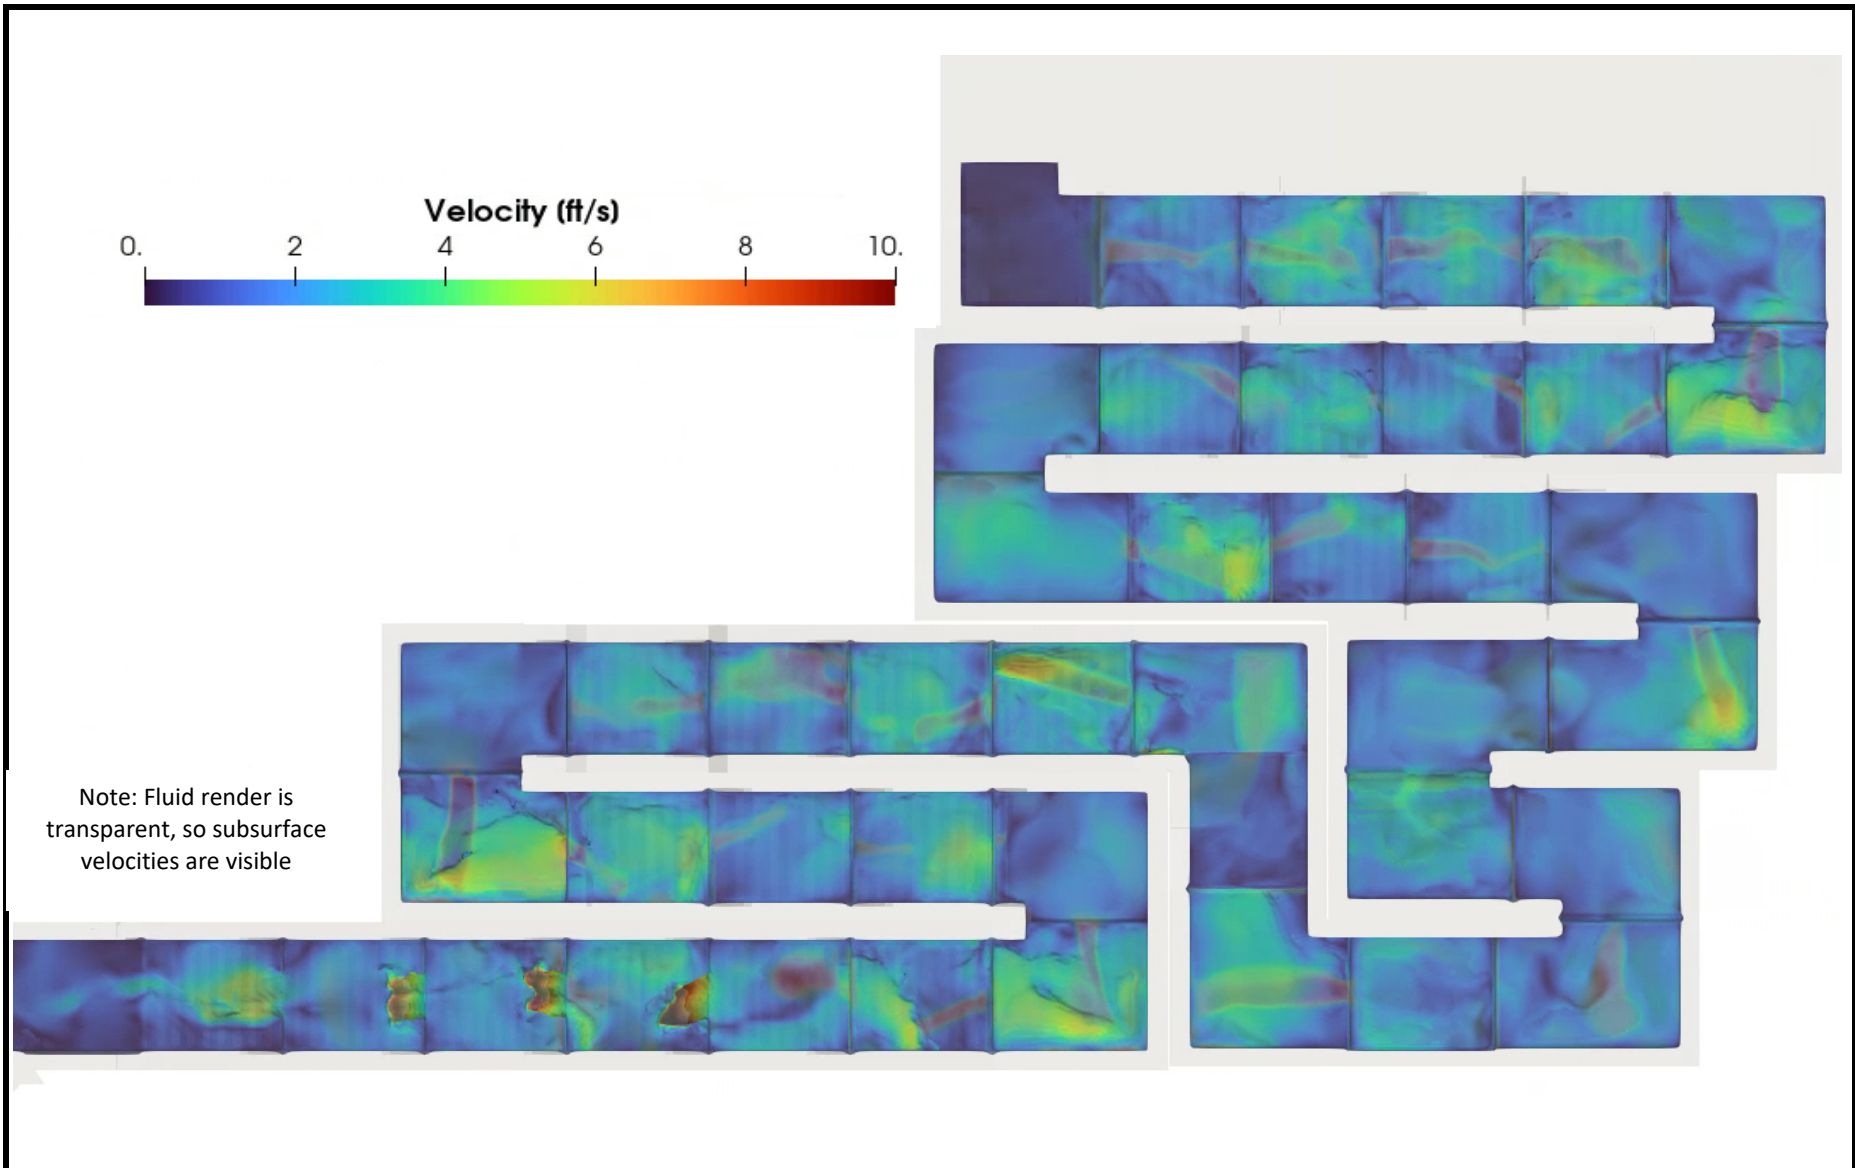 Velocity (ft/s)
0. 2 4 6 8 10.
Note: Fluid render is
transparent, so subsurface
velocities are visible